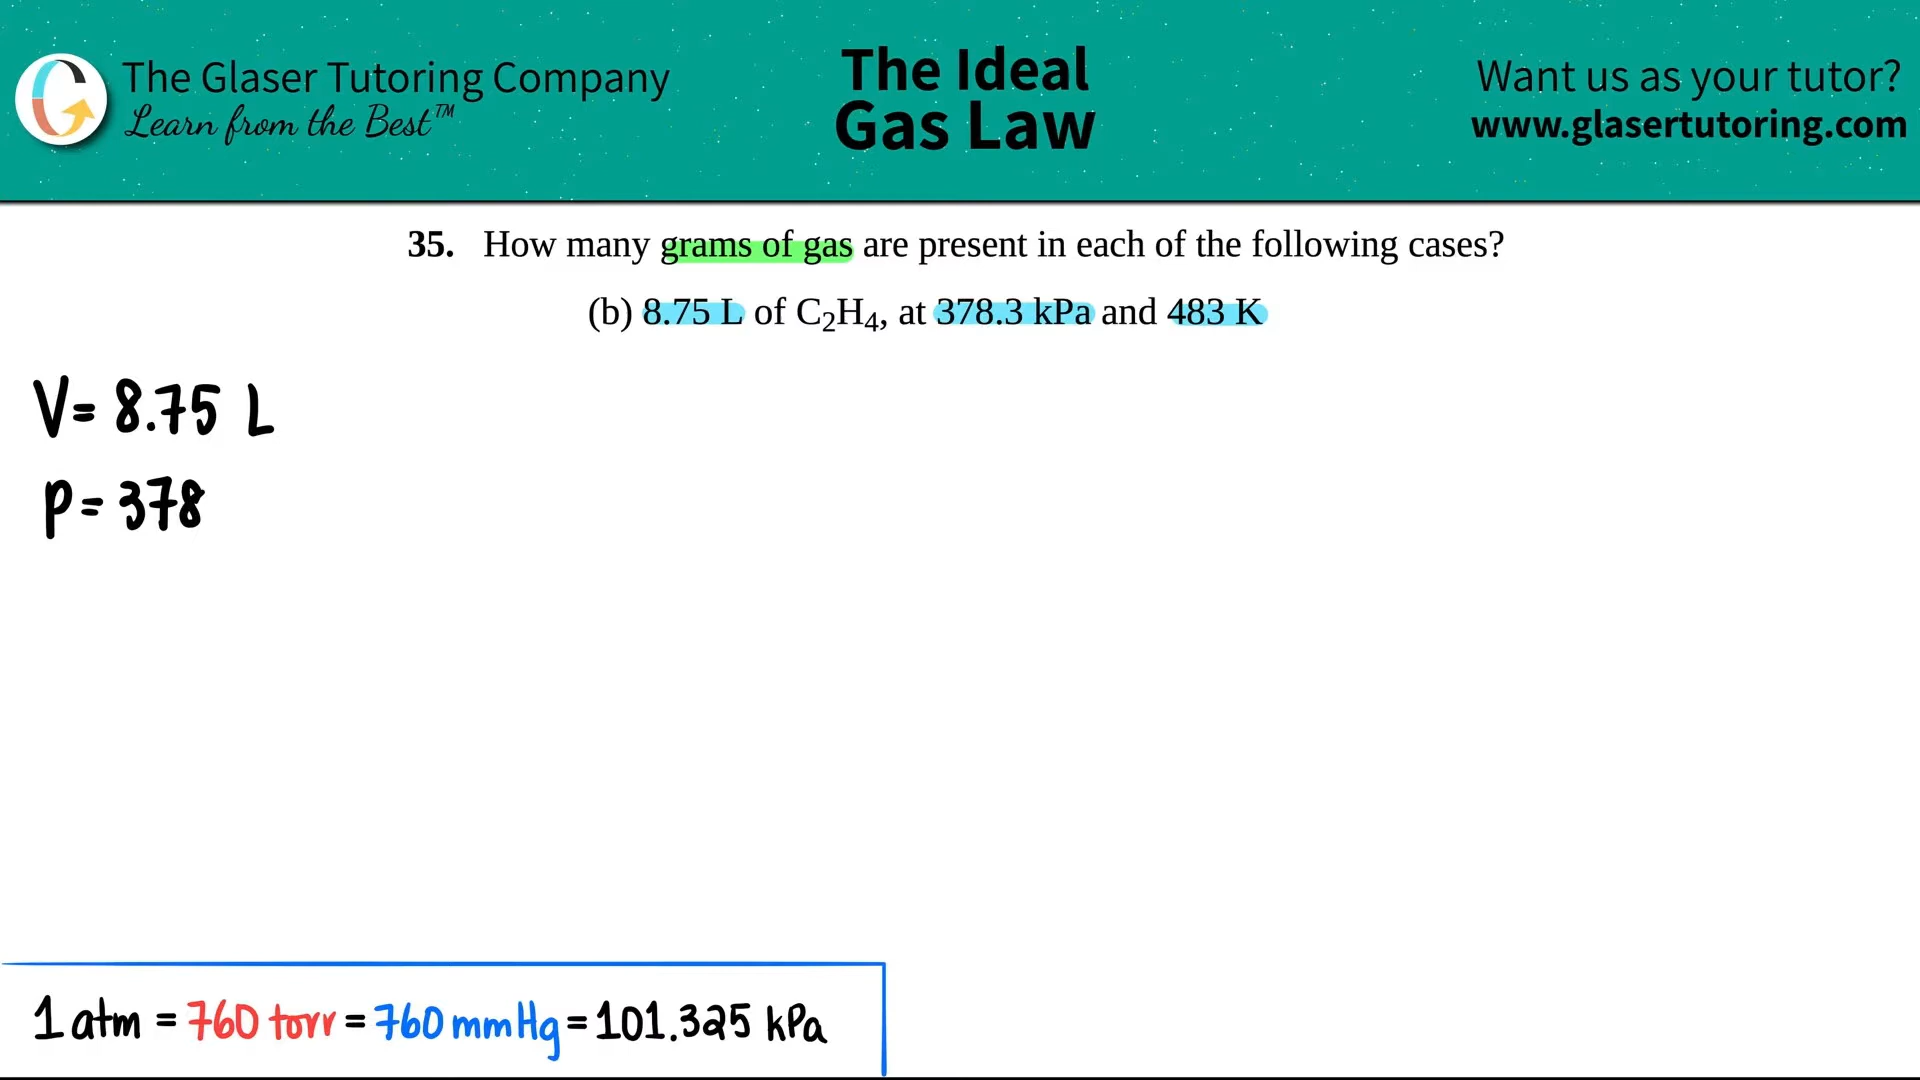 The Glaser Tutoring Company
Learn from the Best™
The Ideal
Gas Law
Want us as your tutor?
www.glasertutoring.com
35. How many grams of gas are present in each of the following cases?
(b) 8.75 L of C₂H₄, at 378.3 kPa and 483 K
V= 8.75 L
P= 378
1 atm = 760 torr = 760 mmHg = 101.325 kPa